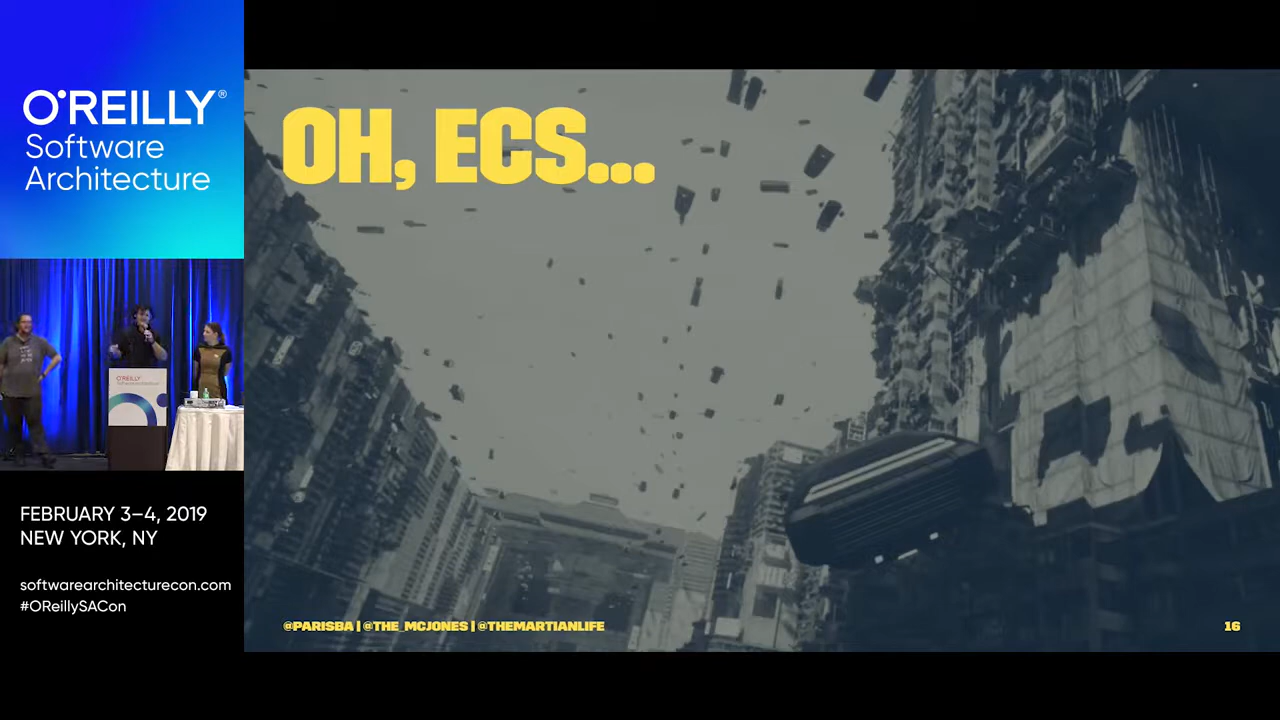 O'REILLY®
Software
Architecture
O'REILLY
FEBRUARY 3–4, 2019
NEW YORK, NY
softwarearchitecturecon.com
#OReillySACon
OH, ECS...
@PARISBA | @THE_MCJONES | @THEMARTIANLIFE
16